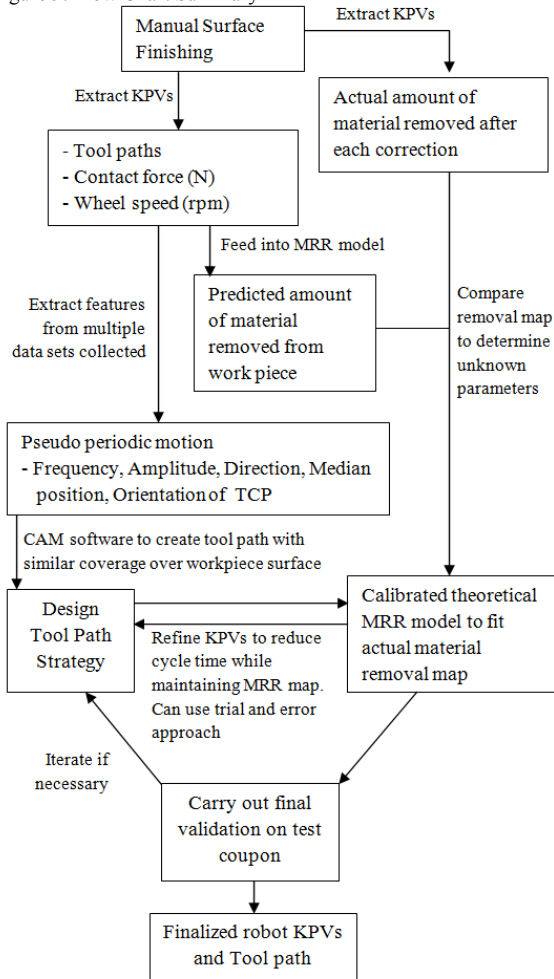 Manual Surface
Finishing
Extract KPVs
Extract KPVs
Actual amount of
material removed after
each correction
- Tool paths
- Contact force (N)
- Wheel speed (rpm)
Feed into MRR model
Extract features
from multiple
data sets collected
Predicted amount
of material
removed from
work piece
Compare
removal map
to determine
unknown
parameters
Pseudo periodic motion
- Frequency, Amplitude, Direction, Median
position, Orientation of TCP
CAM software to create tool path with
similar coverage over workpiece surface
Design
Tool Path
Strategy
Refine KPVs to reduce
cycle time while
maintaining MRR map.
Can use trial and error
approach
Calibrated theoretical
MRR model to fit
actual material
removal map
Iterate if
necessary
Carry out final
validation on test
coupon
Finalized robot KPVs
and Tool path